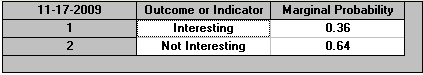 11-17-2009 Outcome or Indicator Marginal Probability
1 Interesting 0.36
2 Not Interesting 0.64